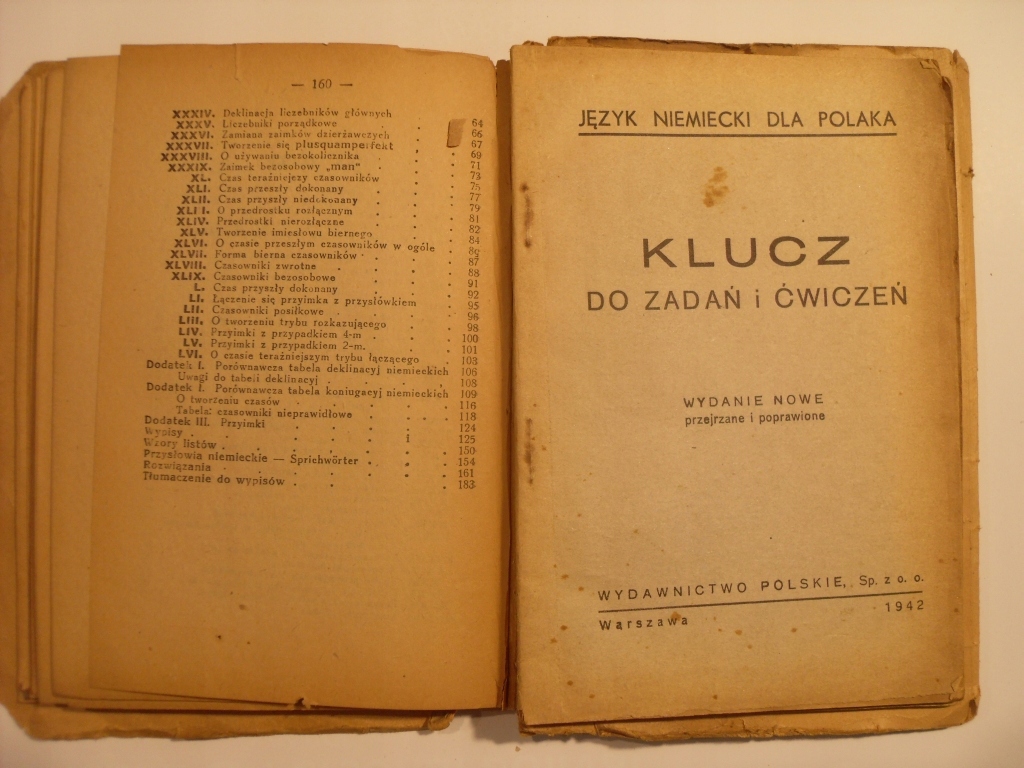 — 160 —
XXXIV. Deklinacja liczebników głównych
XXXV. Liczebniki porządkowe . . 64
XXXVI. Zamiana zaimków dzierżawczych . 66
XXXVII. Tworzenie się plusquamperfekt . 67
XXXVIII. O używaniu bezokolicznika . . 69
XXXIX. Zaimek bezosobowy „man" . . 71
XL. Czas teraźniejezy czasowników . 73
XLI. Czas przeszły dokonany . . 75
XLII. Czas przyszły niedokonany . . 77
XLIII. O przedrostku rozłącznym . . 79
XLIV. Przedrostki nierozłączne . . 81
XLV. Tworzenie imiesłowu biernego . . 82
XLVI. O czasie przeszłym czasowników w ogóle . 84
XLVII. Forma bierna czasowników . . 86
XLVIII. Czasowniki zwrotne . . . 87
XLIX. Czasowniki bezosobowe . . 88
L. Czas przyszły dokonany . . 91
LI. Łączenie się przyimka z przysłówkiem . 92
LII. Czasowniki posiłkowe . . . 95
LIII. O tworzeniu trybu rozkazującego . 96
LIV. Przyimki z przypadkiem 4-m . . 98
LV. Przyimki z przypadkiem 2-m. . . 100
LVI. O czasie teraźniejszym trybu łączącego . 101
Dodatek I. Porównawcza tabela deklinacyj niemieckich 103
Uwagi do tabeli deklinacyj . . . . 106
Dodatek I. Porównawcza tabela koniugacyj niemieckich 108
O tworzeniu czasów . . . . 109
Tabela: czasowniki nieprawidłowe . . . 116
Dodatek III. Przyimki . . . . 118
Wypisy . . . . . . 124
Wzory listów . . . . . 125
Przysłowia niemieckie — Sprichwörter . . . 150
Rozwiązania . . . . . 154
Tłumaczenie do wypisów . . . . 161
183
JĘZYK NIEMIECKI DLA POLAKA
KLUCZ
DO ZADAŃ i ĆWICZEŃ
WYDANIE NOWE
przejrzane i poprawione
WYDAWNICTWO POLSKIE, Sp. z o. o.
Warszawa 1942